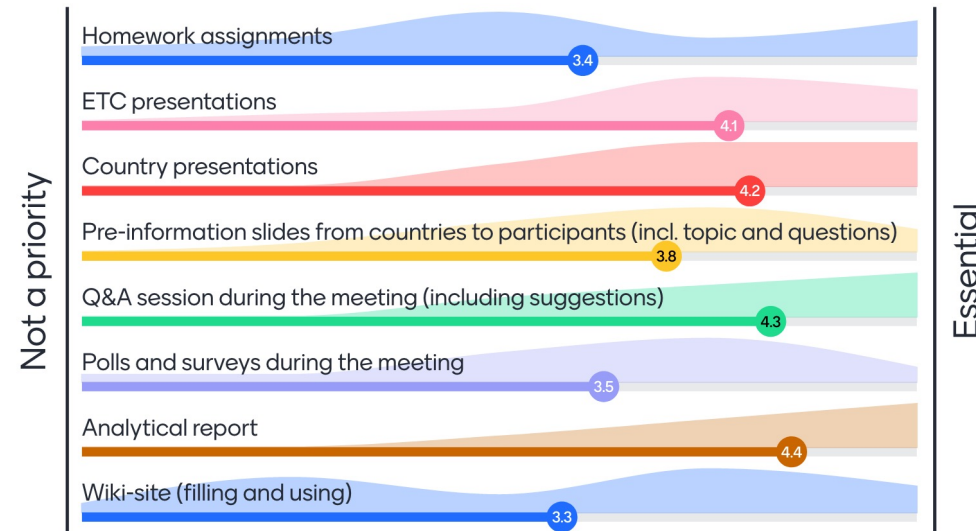 Not a priority
Homework assignments
3.4
ETC presentations
4.1
Country presentations
4.2
Pre-information slides from countries to participants (incl. topic and questions)
3.8
Q&A session during the meeting (including suggestions)
4.3
Polls and surveys during the meeting
3.5
Analytical report
4.4
Wiki-site (filling and using)
3.3
Essential